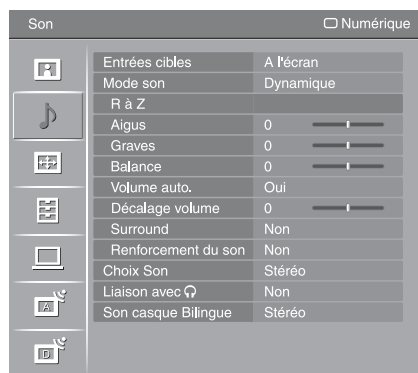 Son Numérique
Entrées cibles A l'écran
Mode son Dynamique
R à Z
Aigus 0
Graves 0
Balance 0
Volume auto. Oui
Décalage volume 0
Surround Non
Renforcement du son Non
Choix Son Stéréo
Liaison avec Non
Son casque Bilingue Stéréo
A
D